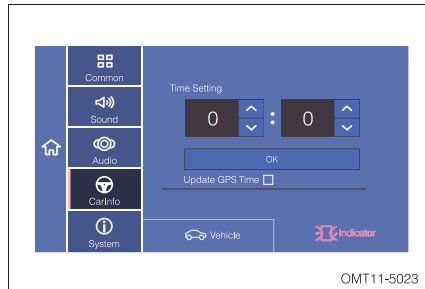 Common
Sound
Audio
CarInfo
System
Time Setting
0 : 0
OK
Update GPS Time
Vehicle
Indicator
OMT11-5023